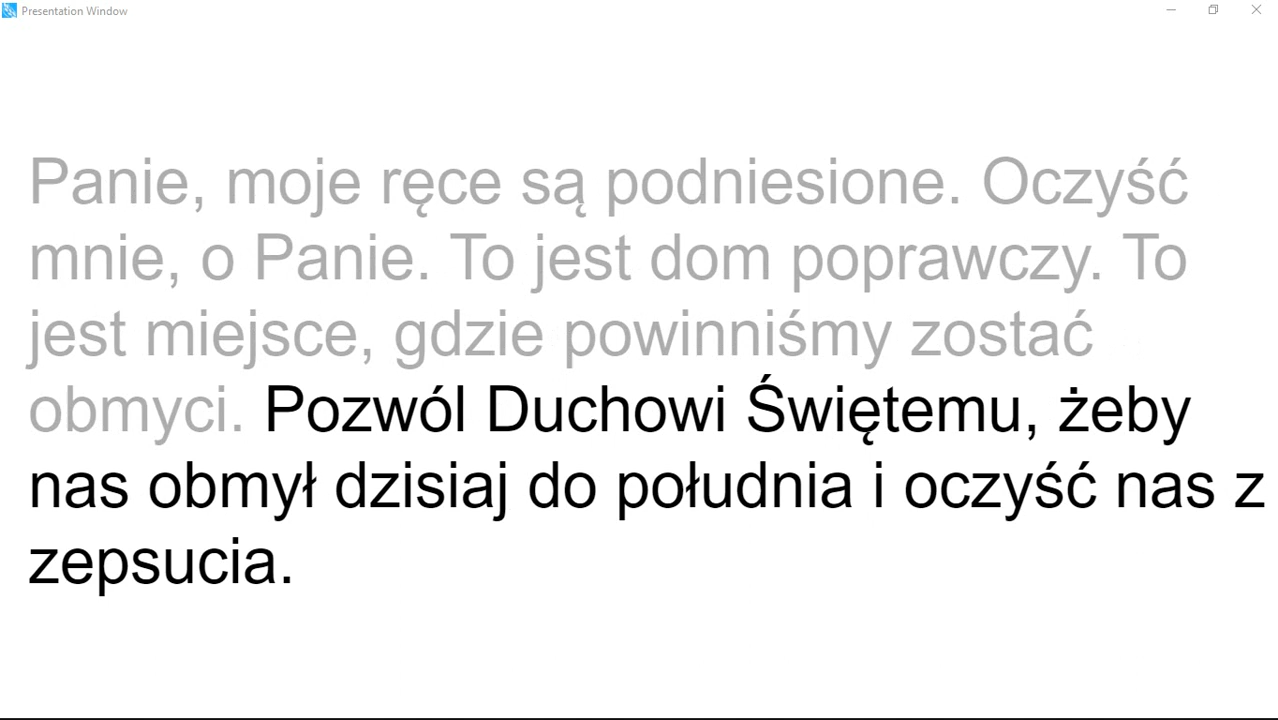 Presentation Window
Panie, moje ręce są podniesione. Oczyść
mnie, o Panie. To jest dom poprawczy. To
jest miejsce, gdzie powinniśmy zostać
obmyci. Pozwól Duchowi Świętemu, żeby
nas obmył dzisiaj do południa i oczyść nas z
zepsucia.